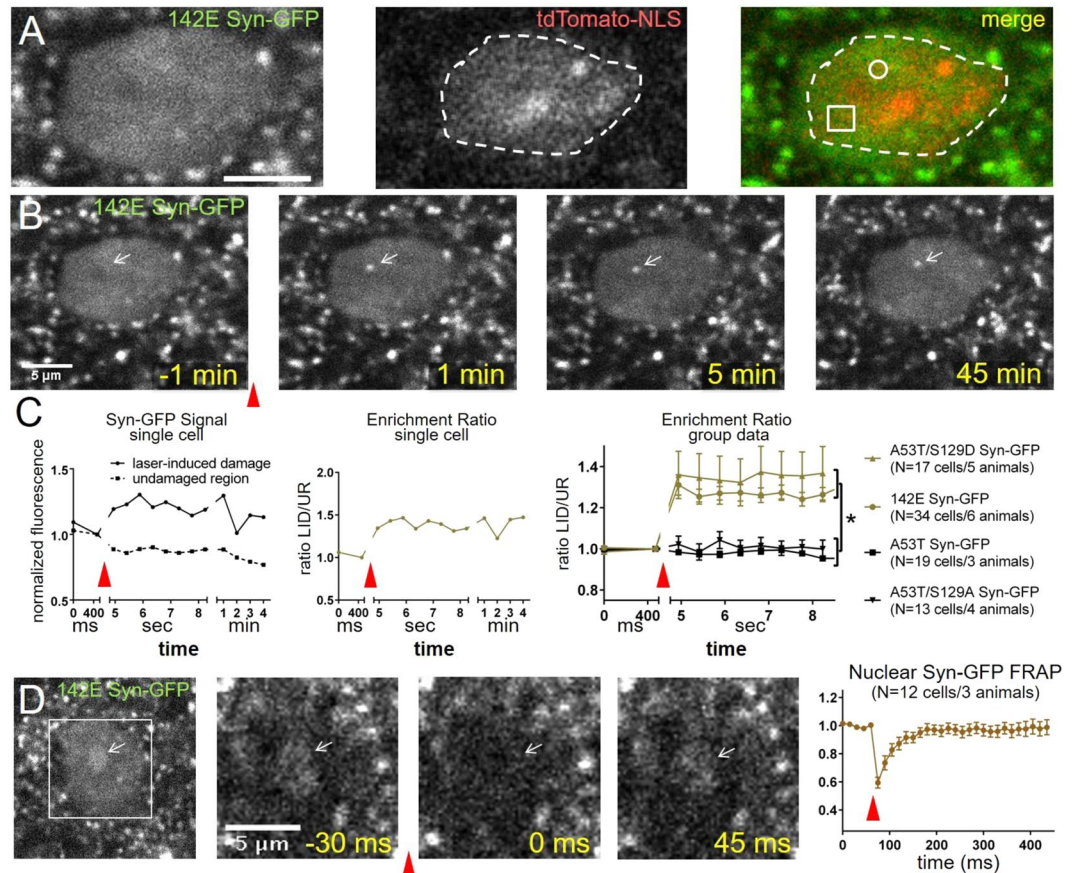 A
142E Syn-GFP
tdTomato-NLS
merge
B
142E Syn-GFP
5 µm
-1 min
1 min
5 min
45 min
C
Syn-GFP Signal
single cell
normalized fluorescence
1.5
1.0
0.5
laser-induced damage
undamaged region
0 400 5 6 7 8 1 2 3 4
ms sec min
time
Enrichment Ratio
single cell
ratio LID/UR
2.0
1.5
1.0
0.5
0 400 5 6 7 8 1 2 3 4
ms sec min
time
Enrichment Ratio
group data
ratio LID/UR
1.4
1.2
1.0
0.8
0 400 5 6 7 8
ms sec
time
*
A53T/S129D Syn-GFP
(N=17 cells/5 animals)
142E Syn-GFP
(N=34 cells/6 animals)
A53T Syn-GFP
(N=19 cells/3 animals)
A53T/S129A Syn-GFP
(N=13 cells/4 animals)
D
142E Syn-GFP
5 µm
-30 ms
0 ms
45 ms
Nuclear Syn-GFP FRAP
(N=12 cells/3 animals)
1.0
0.8
0.6
0.4
0 100 200 300 400
time (ms)